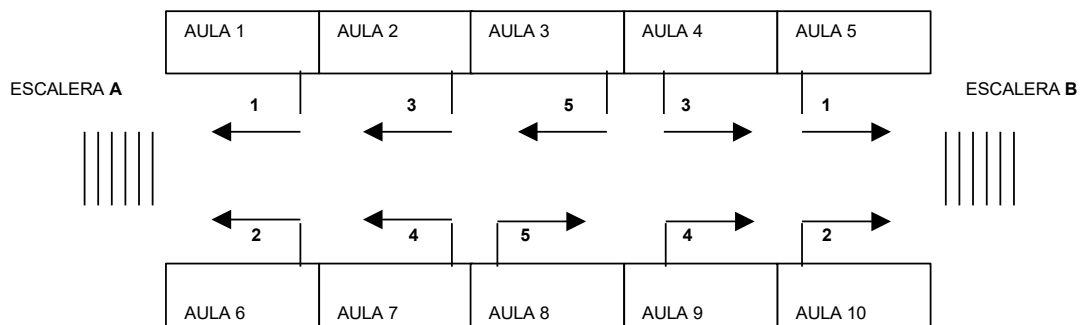 AULA 1 AULA 2 AULA 3 AULA 4 AULA 5
ESCALERA A ESCALERA B
1 3 5 3 1
2 4 5 4 2
AULA 6 AULA 7 AULA 8 AULA 9 AULA 10